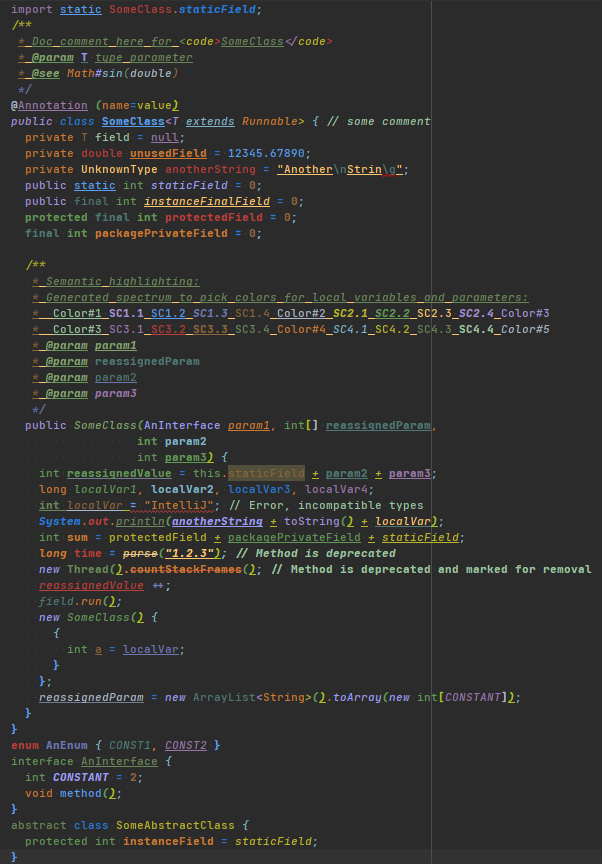 import static SomeClass.staticField;
/**
 * Doc comment here for <code>SomeClass</code>
 * @param T type parameter
 * @see Math#sin(double)
 */
@Annotation (name=value)
public class SomeClass<T extends Runnable> { // some comment
  private T field = null;
  private double unusedField = 12345.67890;
  private UnknownType anotherString = "Another\nStrin\g";
  public static int staticField = 0;
  public final int instanceFinalField = 0;
  protected final int protectedField = 0;
  final int packagePrivateField = 0;
  /**
   * Semantic highlighting:
   * Generated spectrum to pick colors for local variables and parameters:
   *  Color#1 SC1.1 SC1.2 SC1.3 SC1.4 Color#2 SC2.1 SC2.2 SC2.3 SC2.4 Color#3
   *  Color#3 SC3.1 SC3.2 SC3.3 SC3.4 Color#4 SC4.1 SC4.2 SC4.3 SC4.4 Color#5
   * @param param1
   * @param reassignedParam
   * @param param2
   * @param param3
   */
  public SomeClass(AnInterface param1, int[] reassignedParam,
                  int param2
                  int param3) {
    int reassignedValue = this.staticField + param2 + param3;
    long localVar1, localVar2, localVar3, localVar4;
    int localVar = "IntelliJ"; // Error, incompatible types
    System.out.println(anotherString + toString() + localVar);
    int sum = protectedField + packagePrivateField + staticField;
    long time = parse("1.2.3"); // Method is deprecated
    new Thread().countStackFrames(); // Method is deprecated and marked for removal
    reassignedValue ++;
    field.run();
    new SomeClass() {
      {
        int a = localVar;
      }
    };
    reassignedParam = new ArrayList<String>().toArray(new int[CONSTANT]);
  }
}
enum AnEnum { CONST1, CONST2 }
interface AnInterface {
  int CONSTANT = 2;
  void method();
}
abstract class SomeAbstractClass {
  protected int instanceField = staticField;
}